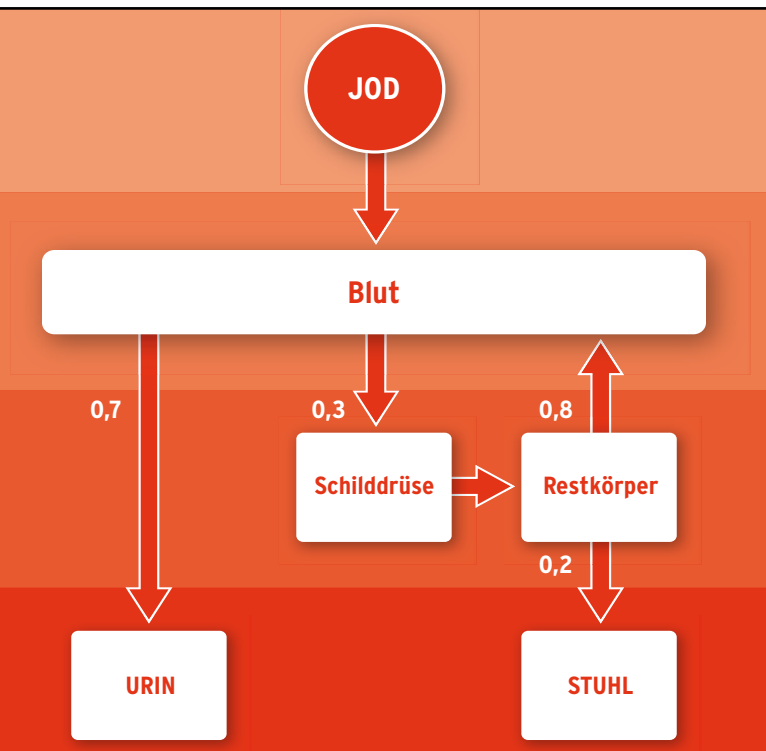 JOD
Blut
0,7
0,3
0,8
Schilddrüse
Restkörper
0,2
URIN
STUHL